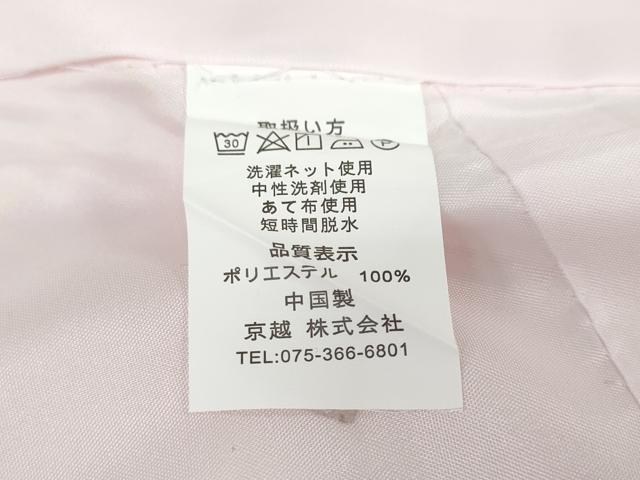 取扱い方
30
P
洗濯ネット使用
中性洗剤使用
あて布使用
短時間脱水
品質表示
ポリエステル 100%
中国製
京越 株式会社
TEL:075-366-6801